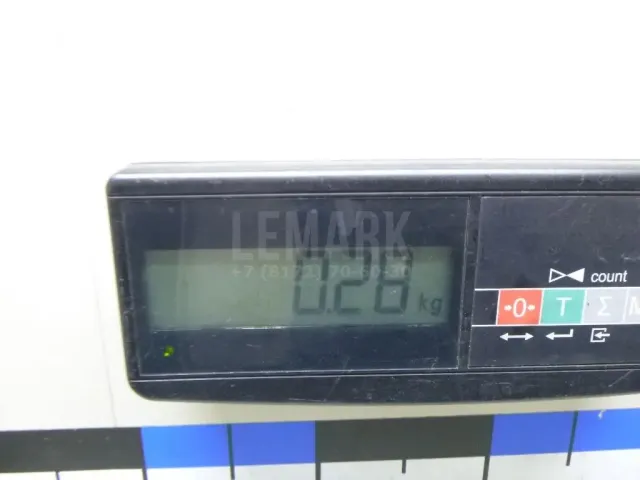 LEMARK
+7 (8172) 70-60-30
0.28 kg
count
→0← T Σ M